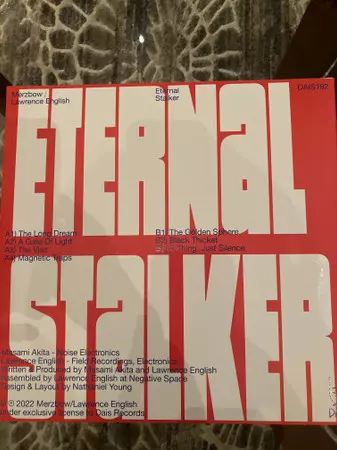 Merzbow/
Lawrence English
Eternal
Stalker
DAIS192
ETERNaL
A1) The Long Dream
A2) A Gate Of Light
A3) The Visit
A4) Magnetic Traps
B1) The Golden Sphere
B2) Black Thicket
Thing, Just Silence
STaLKER
Masami Akita - Noise Electronics
Lawrence English - Field Recordings, Electronics
Written & Produced by Masami Akita and Lawrence English
Assembled by Lawrence English at Negative Space
Design & Layout by Nathaniel Young
℗ 2022 Merzbow/Lawrence English
under exclusive license to Dais Records